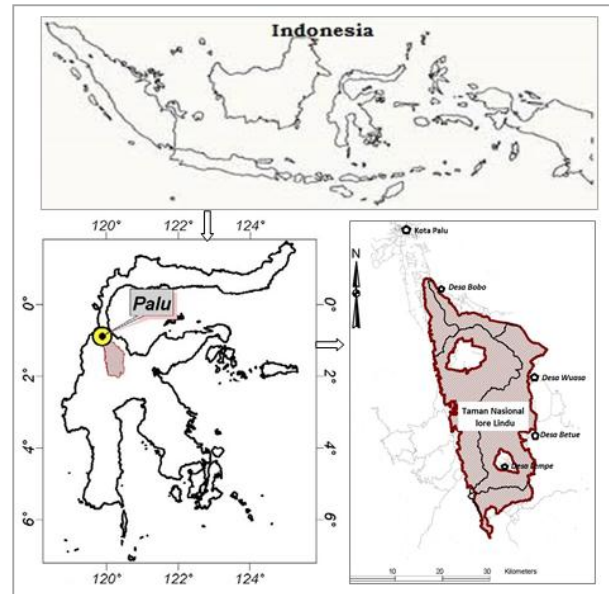 Indonesia
120° 122° 124°
0°
2°
4°
6°
Palu
0°
2°
4°
6°
120° 122° 124°
Kota Palu
N
Desa Bobo
Desa Wuasa
Taman Nasional
lore Lindu
Desa Betue
Desa Lempe
0 10 20 30
Kilometers